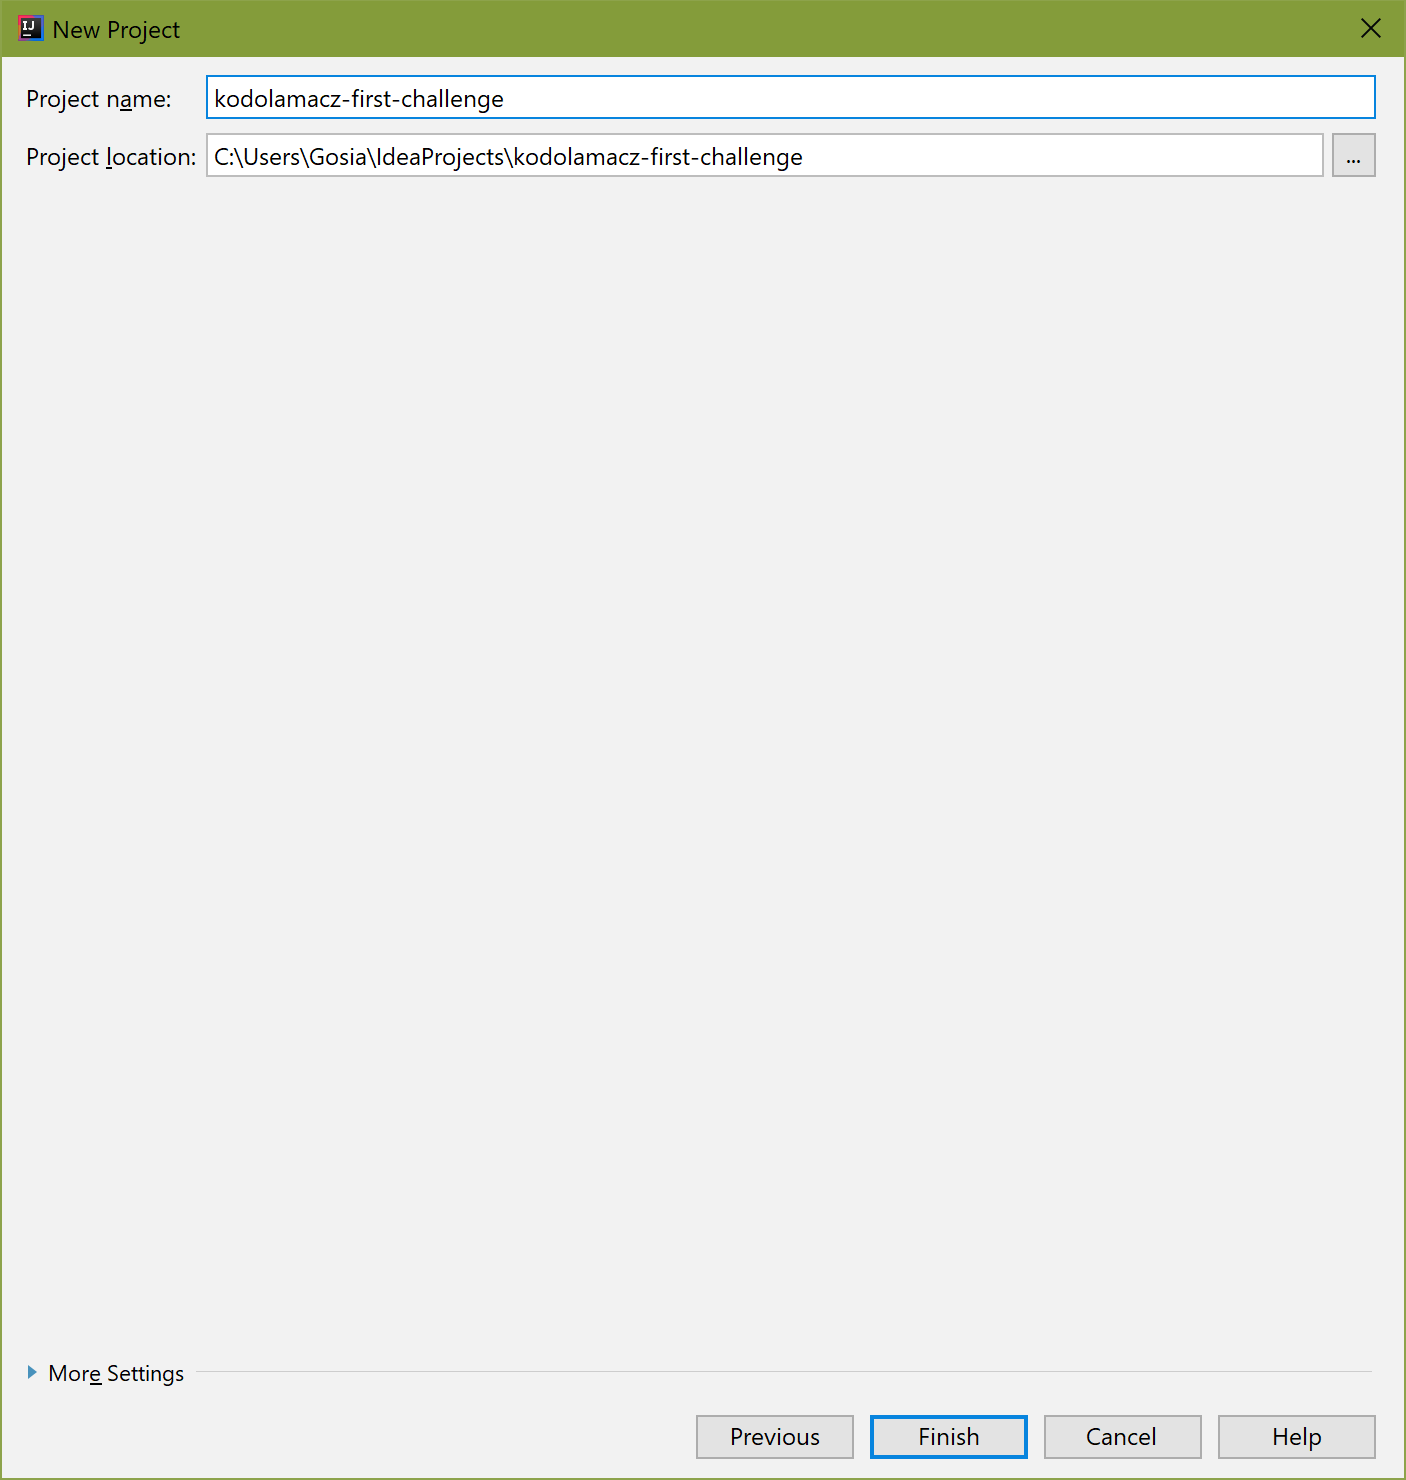 IJ New Project
Project name: kodolamacz-first-challenge
Project location: C:\Users\Gosia\IdeaProjects\kodolamacz-first-challenge ...
More Settings
Previous Finish Cancel Help